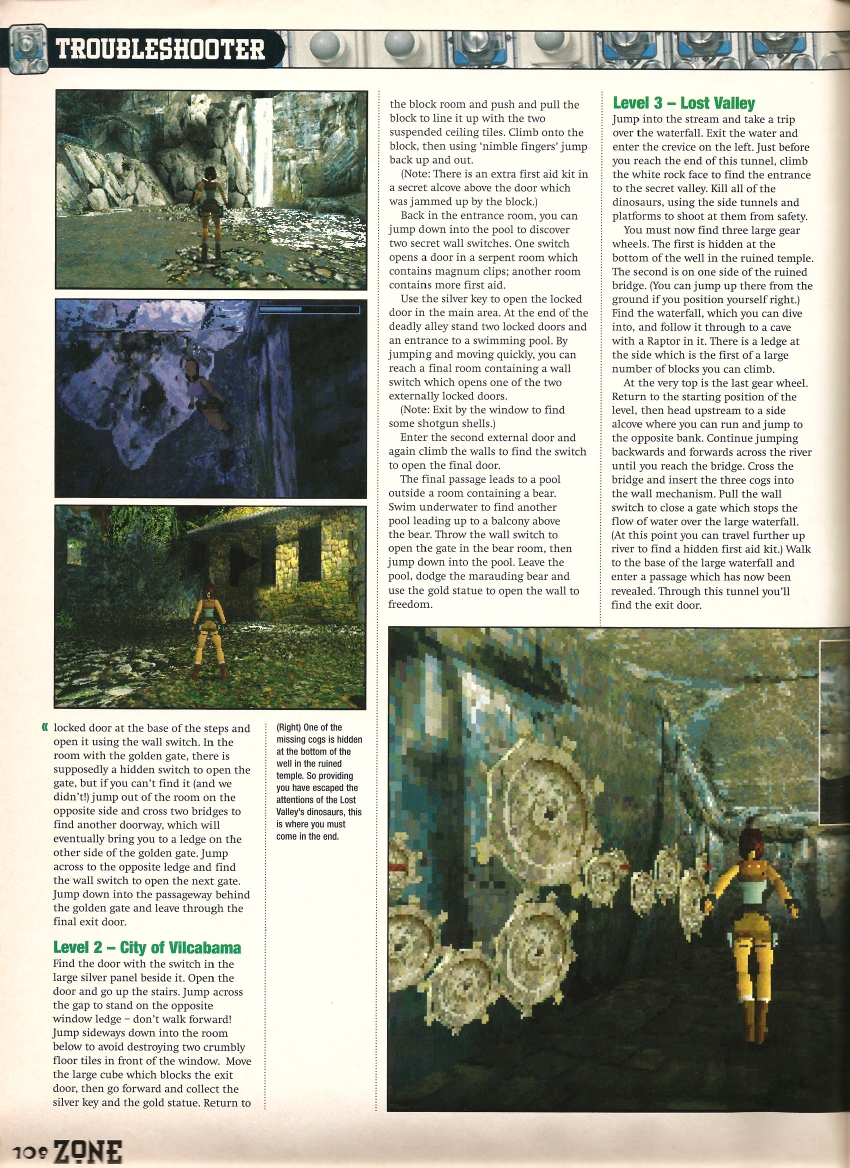 TROUBLESHOOTER
« locked door at the base of the steps and
open it using the wall switch. In the
room with the golden gate, there is
supposedly a hidden switch to open the
gate, but if you can't find it (and we
didn't!) jump out of the room on the
opposite side and cross two bridges to
find another doorway, which will
eventually bring you to a ledge on the
other side of the golden gate. Jump
across to the opposite ledge and find
the wall switch to open the next gate.
Jump down into the passageway behind
the golden gate and leave through the
final exit door.
Level 2 – City of Vilcabama
Find the door with the switch in the
large silver panel beside it. Open the
door and go up the stairs. Jump across
the gap to stand on the opposite
window ledge – don't walk forward!
Jump sideways down into the room
below to avoid destroying two crumbly
floor tiles in front of the window. Move
the large cube which blocks the exit
door, then go forward and collect the
silver key and the gold statue. Return to
(Right) One of the
missing cogs is hidden
at the bottom of the
well in the ruined
temple. So providing
you have escaped the
attentions of the Lost
Valley's dinosaurs, this
is where you must
come in the end.
the block room and push and pull the
block to line it up with the two
suspended ceiling tiles. Climb onto the
block, then using 'nimble fingers' jump
back up and out.
(Note: There is an extra first aid kit in
a secret alcove above the door which
was jammed up by the block.)
Back in the entrance room, you can
jump down into the pool to discover
two secret wall switches. One switch
opens a door in a serpent room which
contains magnum clips; another room
contains more first aid.
Use the silver key to open the locked
door in the main area. At the end of the
deadly alley stand two locked doors and
an entrance to a swimming pool. By
jumping and moving quickly, you can
reach a final room containing a wall
switch which opens one of the two
externally locked doors.
(Note: Exit by the window to find
some shotgun shells.)
Enter the second external door and
again climb the walls to find the switch
to open the final door.
The final passage leads to a pool
outside a room containing a bear.
Swim underwater to find another
pool leading up to a balcony above
the bear. Throw the wall switch to
open the gate in the bear room, then
jump down into the pool. Leave the
pool, dodge the marauding bear and
use the gold statue to open the wall to
freedom.
Level 3 – Lost Valley
Jump into the stream and take a trip
over the waterfall. Exit the water and
enter the crevice on the left. Just before
you reach the end of this tunnel, climb
the white rock face to find the entrance
to the secret valley. Kill all of the
dinosaurs, using the side tunnels and
platforms to shoot at them from safety.
You must now find three large gear
wheels. The first is hidden at the
bottom of the well in the ruined temple.
The second is on one side of the ruined
bridge. (You can jump up there from the
ground if you position yourself right.)
Find the waterfall, which you can dive
into, and follow it through to a cave
with a Raptor in it. There is a ledge at
the side which is the first of a large
number of blocks you can climb.
At the very top is the last gear wheel.
Return to the starting position of the
level, then head upstream to a side
alcove where you can run and jump to
the opposite bank. Continue jumping
backwards and forwards across the river
until you reach the bridge. Cross the
bridge and insert the three cogs into
the wall mechanism. Pull the wall
switch to close a gate which stops the
flow of water over the large waterfall.
(At this point you can travel further up
river to find a hidden first aid kit.) Walk
to the base of the large waterfall and
enter a passage which has now been
revealed. Through this tunnel you'll
find the exit door.
108 ZONE